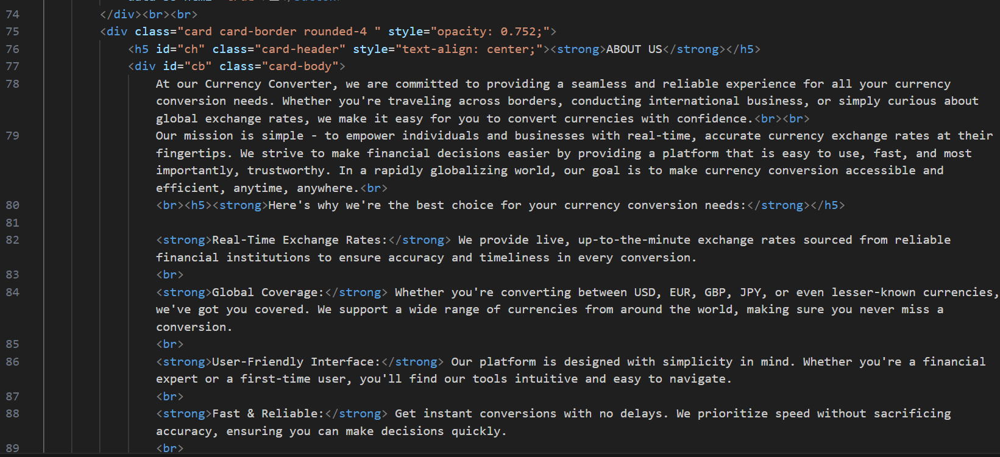 74 </div><br><br>
75 <div class="card card-border rounded-4 " style="opacity: 0.752;">
76 <h5 id="ch" class="card-header" style="text-align: center;"><strong>ABOUT US</strong></h5>
77 <div id="cb" class="card-body">
78 At our Currency Converter, we are committed to providing a seamless and reliable experience for all your currency
conversion needs. Whether you're traveling across borders, conducting international business, or simply curious about
global exchange rates, we make it easy for you to convert currencies with confidence.<br><br>
79 Our mission is simple - to empower individuals and businesses with real-time, accurate currency exchange rates at their
fingertips. We strive to make financial decisions easier by providing a platform that is easy to use, fast, and most
importantly, trustworthy. In a rapidly globalizing world, our goal is to make currency conversion accessible and
efficient, anytime, anywhere.<br>
80 <br><h5><strong>Here's why we're the best choice for your currency conversion needs:</strong></h5>
81
82 <strong>Real-Time Exchange Rates:</strong> We provide live, up-to-the-minute exchange rates sourced from reliable
financial institutions to ensure accuracy and timeliness in every conversion.
83 <br>
84 <strong>Global Coverage:</strong> Whether you're converting between USD, EUR, GBP, JPY, or even lesser-known currencies,
we've got you covered. We support a wide range of currencies from around the world, making sure you never miss a
conversion.
85 <br>
86 <strong>User-Friendly Interface:</strong> Our platform is designed with simplicity in mind. Whether you're a financial
expert or a first-time user, you'll find our tools intuitive and easy to navigate.
87 <br>
88 <strong>Fast & Reliable:</strong> Get instant conversions with no delays. We prioritize speed without sacrificing
accuracy, ensuring you can make decisions quickly.
89 <br>